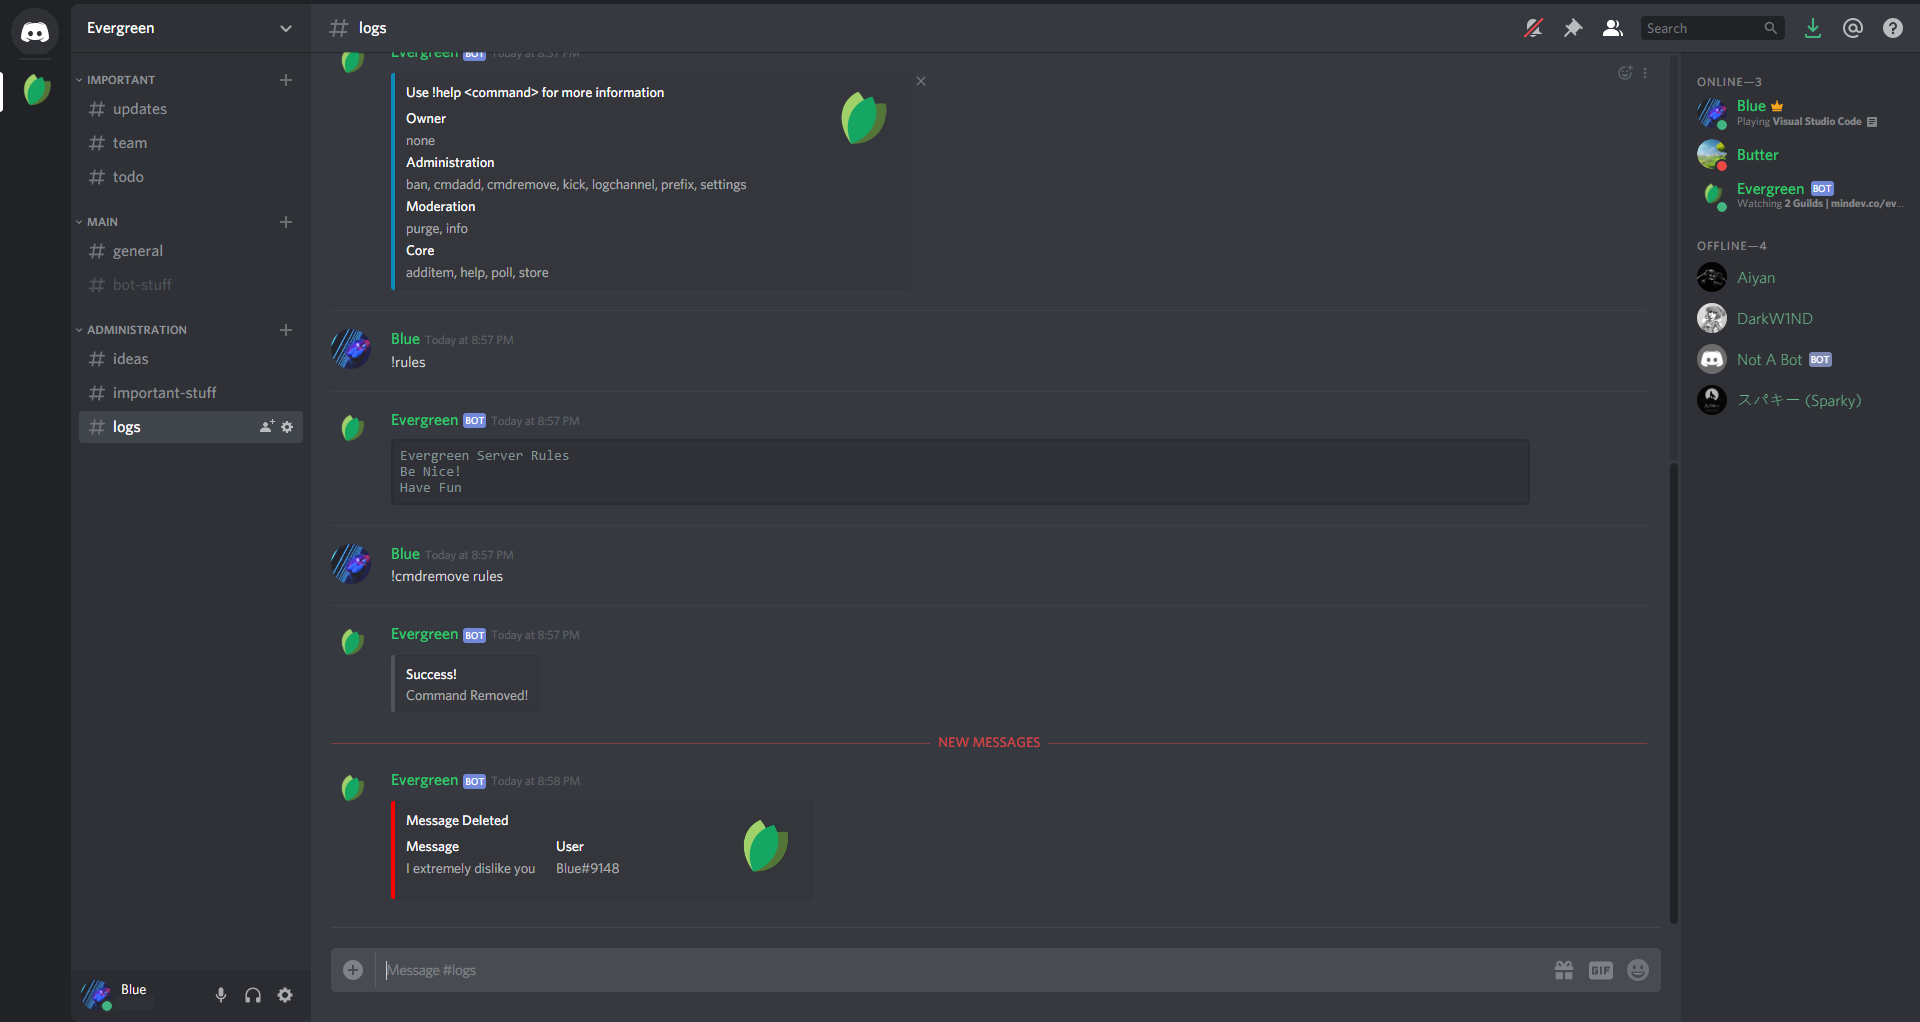 Evergreen
IMPORTANT
updates
team
todo
MAIN
general
bot-stuff
ADMINISTRATION
ideas
important-stuff
logs
Blue
logs
Search
Evergreen BOT Today at 8:57 PM
Use !help <command> for more information
Owner
none
Administration
ban, cmdadd, cmdremove, kick, logchannel, prefix, settings
Moderation
purge, info
Core
additem, help, poll, store
Blue Today at 8:57 PM
!rules
Evergreen BOT Today at 8:57 PM
Evergreen Server Rules
Be Nice!
Have Fun
Blue Today at 8:57 PM
!cmdremove rules
Evergreen BOT Today at 8:57 PM
Success!
Command Removed!
NEW MESSAGES
Evergreen BOT Today at 8:58 PM
Message Deleted
Message User
I extremely dislike you Blue#9148
Message #logs
GIF
ONLINE—3
Blue
Playing Visual Studio Code
Butter
Evergreen BOT
Watching 2 Guilds | mindev.co/ev...
OFFLINE—4
Aiyan
DarkW1ND
Not A Bot BOT
スパキー (Sparky)